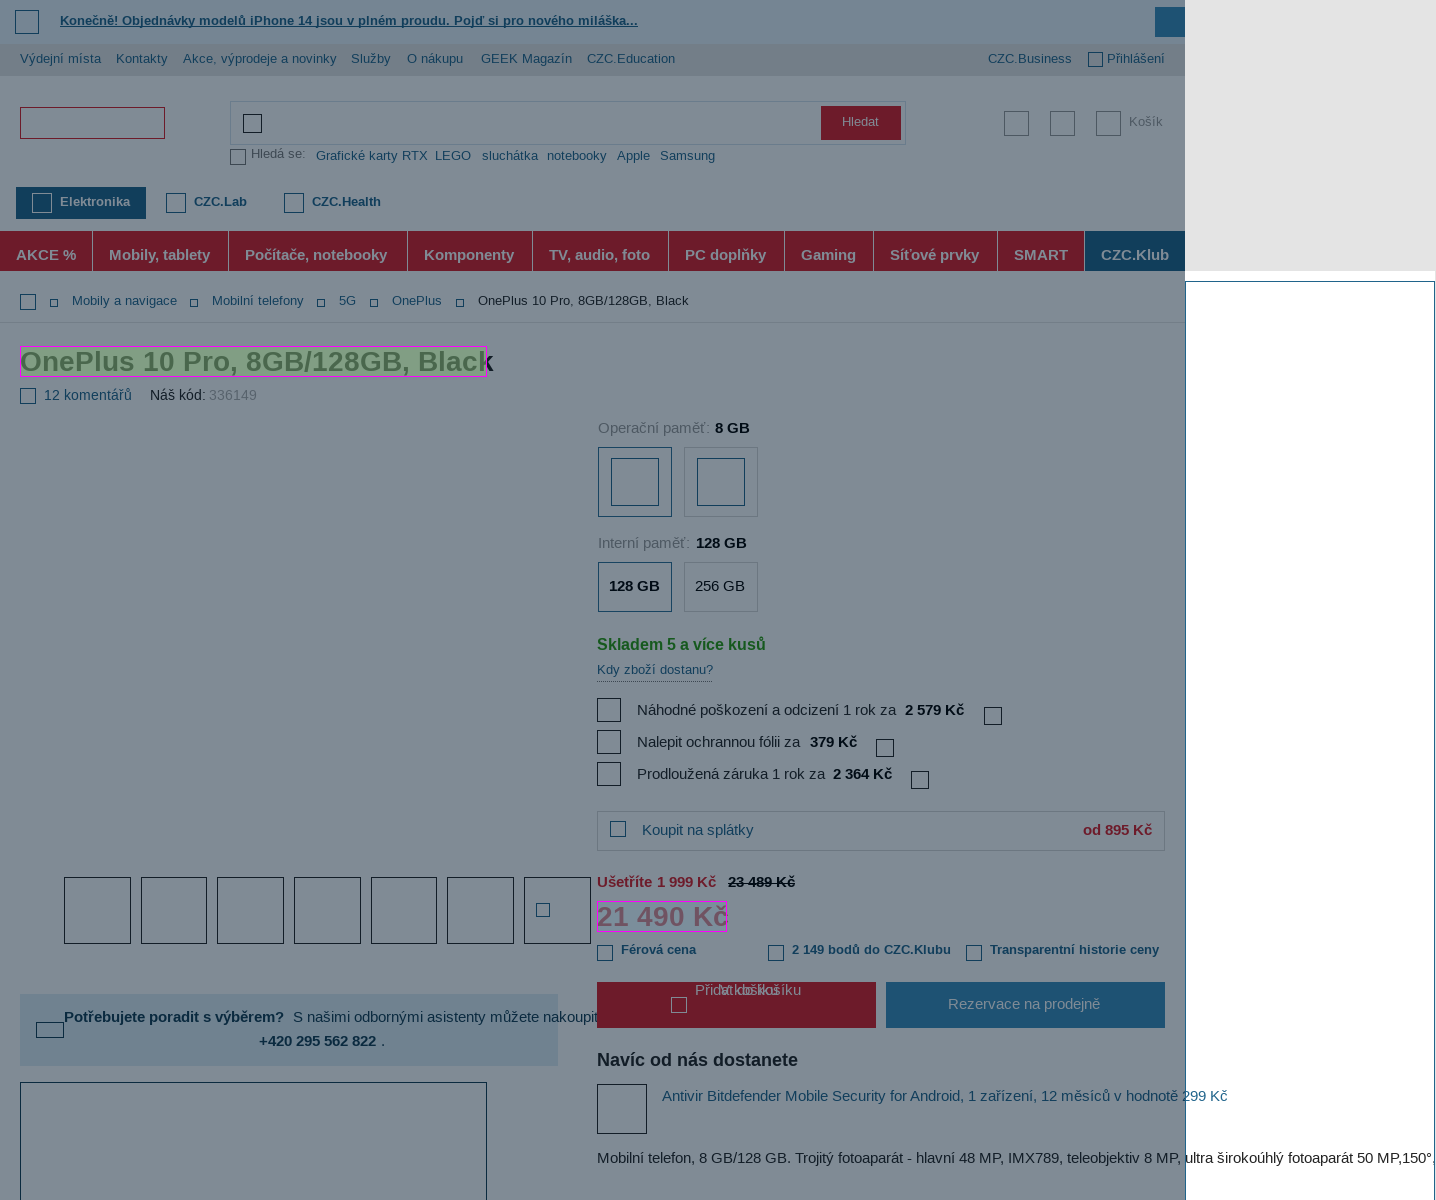 Konečně! Objednávky modelů iPhone 14 jsou v plném proudu. Pojď si pro nového miláška...
Výdejní místa Kontakty Akce, výprodeje a novinky Služby O nákupu GEEK Magazín CZC.Education CZC.Business Přihlášení
Hledat Košík
Hledá se: Grafické karty RTX LEGO sluchátka notebooky Apple Samsung
Elektronika CZC.Lab CZC.Health
AKCE % Mobily, tablety Počítače, notebooky Komponenty TV, audio, foto PC doplňky Gaming Síťové prvky SMART CZC.Klub
Mobily a navigace Mobilní telefony 5G OnePlus OnePlus 10 Pro, 8GB/128GB, Black
OnePlus 10 Pro, 8GB/128GB, Black
12 komentářů Náš kód: 336149
Operační paměť: 8 GB
Interní paměť: 128 GB
128 GB 256 GB
Skladem 5 a více kusů
Kdy zboží dostanu?
Náhodné poškození a odcizení 1 rok za 2 579 Kč
Nalepit ochrannou fólii za 379 Kč
Prodloužená záruka 1 rok za 2 364 Kč
Koupit na splátky od 895 Kč
Ušetříte 1 999 Kč 23 489 Kč
21 490 Kč
Férová cena 2 149 bodů do CZC.Klubu Transparentní historie ceny
Přidat do košíku V košíku
Rezervace na prodejně
Potřebujete poradit s výběrem? S našimi odbornými asistenty můžete nakoupit
+420 295 562 822 .
Navíc od nás dostanete
Antivir Bitdefender Mobile Security for Android, 1 zařízení, 12 měsíců v hodnotě 299 Kč
Mobilní telefon, 8 GB/128 GB. Trojitý fotoaparát - hlavní 48 MP, IMX789, teleobjektiv 8 MP, ultra širokoúhlý fotoaparát 50 MP,150°,